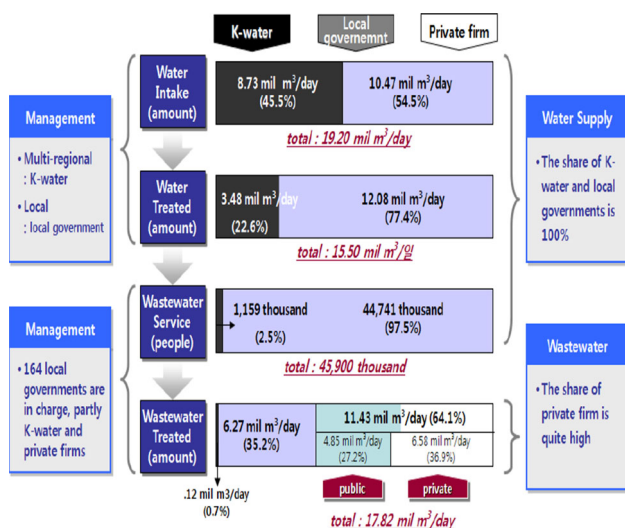 K-water
Local
governemnt
Private firm
Water
Intake
(amount)
8.73 mil m³/day
(45.5%)
10.47 mil m³/day
(54.5%)
total : 19.20 mil m³/day
Management
• Multi-regional
: K-water
• Local
: local government
Water
Treated
(amount)
3.48 mil m³/day
(22.6%)
12.08 mil m³/day
(77.4%)
total : 15.50 mil m³/일
Water Supply
• The share of K-
water and local
governments is
100%
Wastewater
Service
(people)
1,159 thousand
(2.5%)
44,741 thousand
(97.5%)
total : 45,900 thousand
Management
• 164 local
governments are
in charge, partly
K-water and
private firms
Wastewater
Treated
(amount)
6.27 mil m³/day
(35.2%)
11.43 mil m³/day (64.1%)
4.85 mil m³/day
(27.2%)
6.58 mil m³/day
(36.9%)
.12 mil m3/day
(0.7%)
public
private
total : 17.82 mil m³/day
Wastewater
• The share of
private firm is
quite high